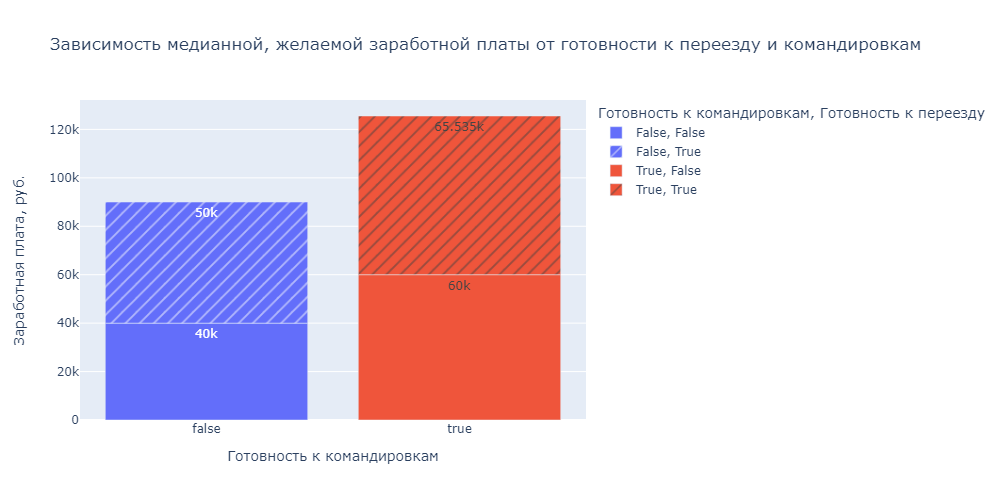 Зависимость медианной, желаемой заработной платы от готовности к переезду и командировкам
Заработная плата, руб.
120k
100k
80k
60k
40k
20k
0
50k
40k
65.535k
60k
false
true
Готовность к командировкам
Готовность к командировкам, Готовность к переезду
False, False
False, True
True, False
True, True